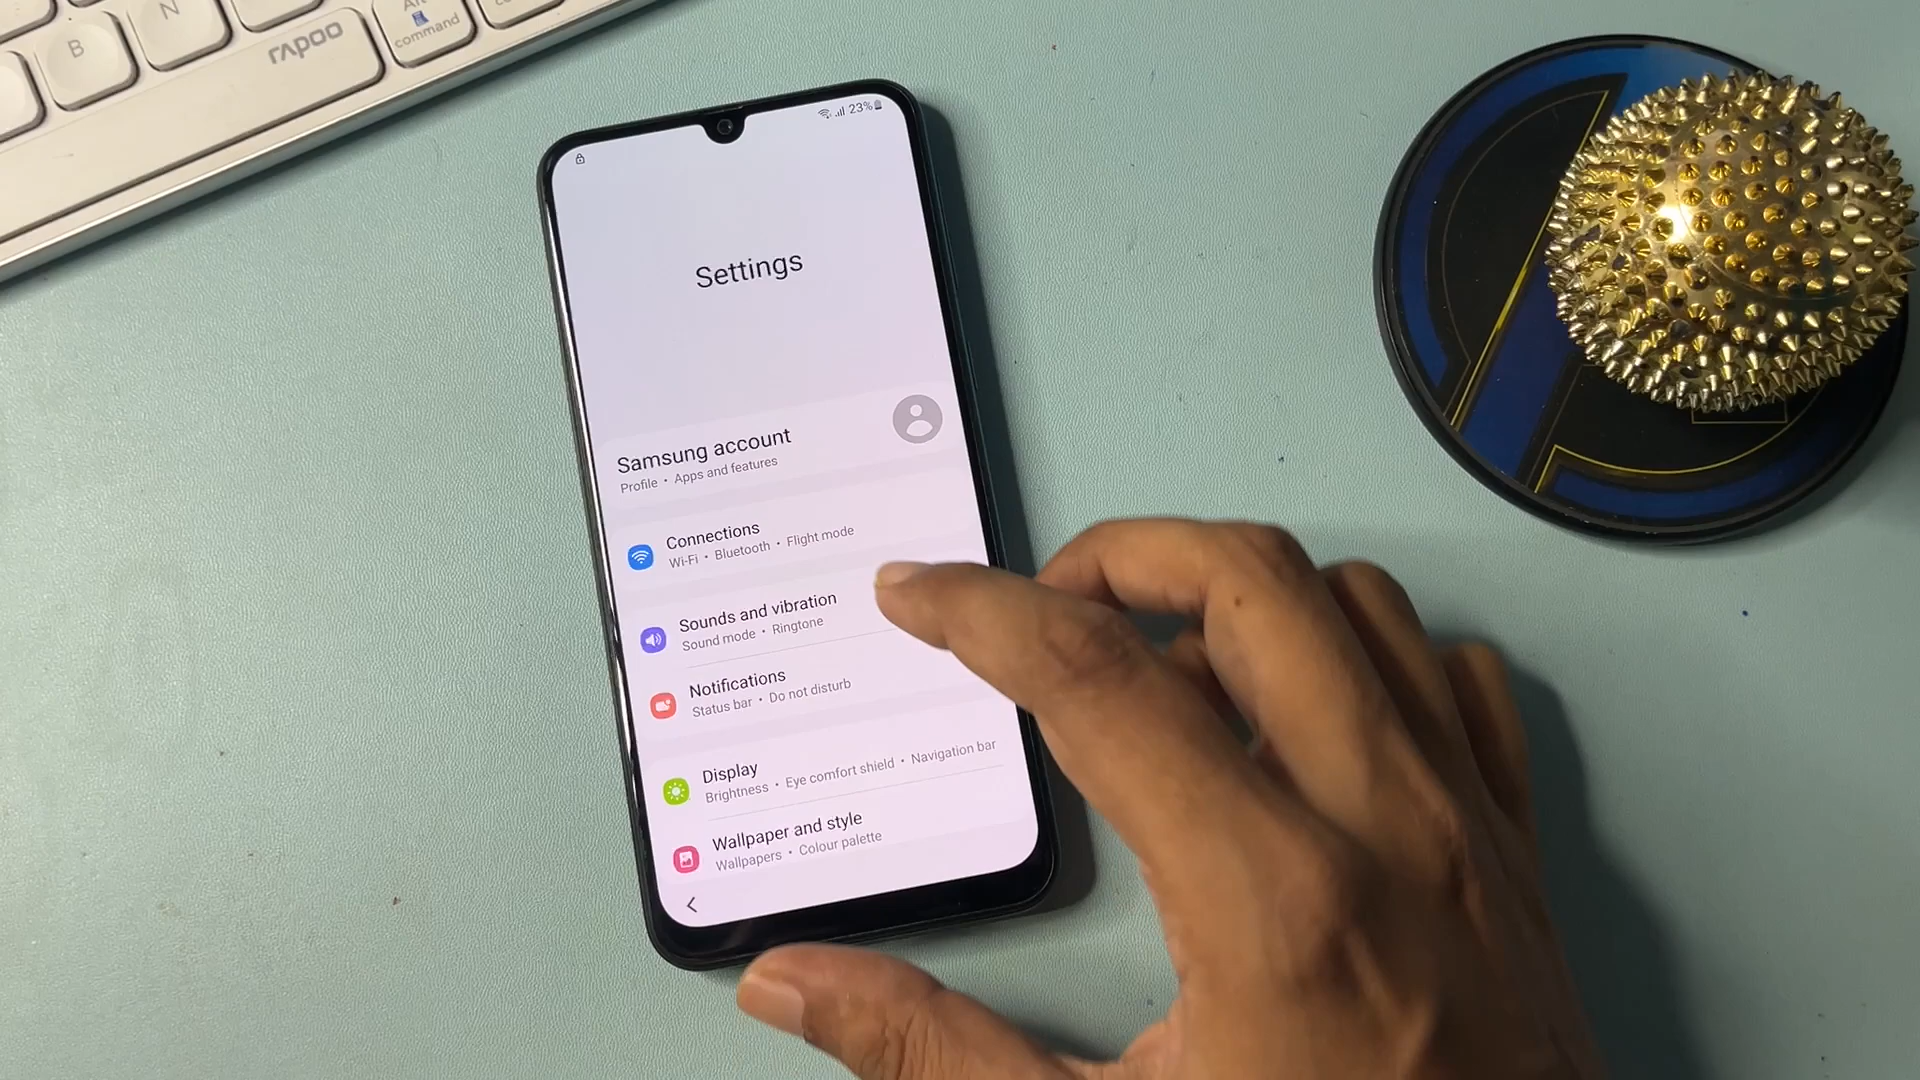 B
N
rapoo
Alt
command
23%
Settings
Samsung account
Profile • Apps and features
Connections
Wi-Fi • Bluetooth • Flight mode
Sounds and vibration
Sound mode • Ringtone
Notifications
Status bar • Do not disturb
Display
Brightness • Eye comfort shield • Navigation bar
Wallpaper and style
Wallpapers • Colour palette